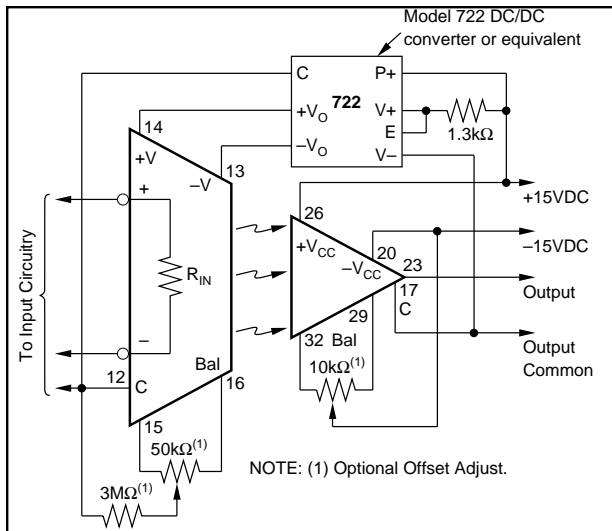 Model 722 DC/DC
converter or equivalent
C
P+
722
+VO
V+
E
–VO
V–
1.3kΩ
14
13
+V
–V
+
+15VDC
26
+VCC
20
–15VDC
–VCC
23
RIN
17
Output
C
29
To Input Circuitry
–
32 Bal
Output
Common
Bal
10kΩ(1)
12
C
16
15
50kΩ(1)
NOTE: (1) Optional Offset Adjust.
3MΩ(1)